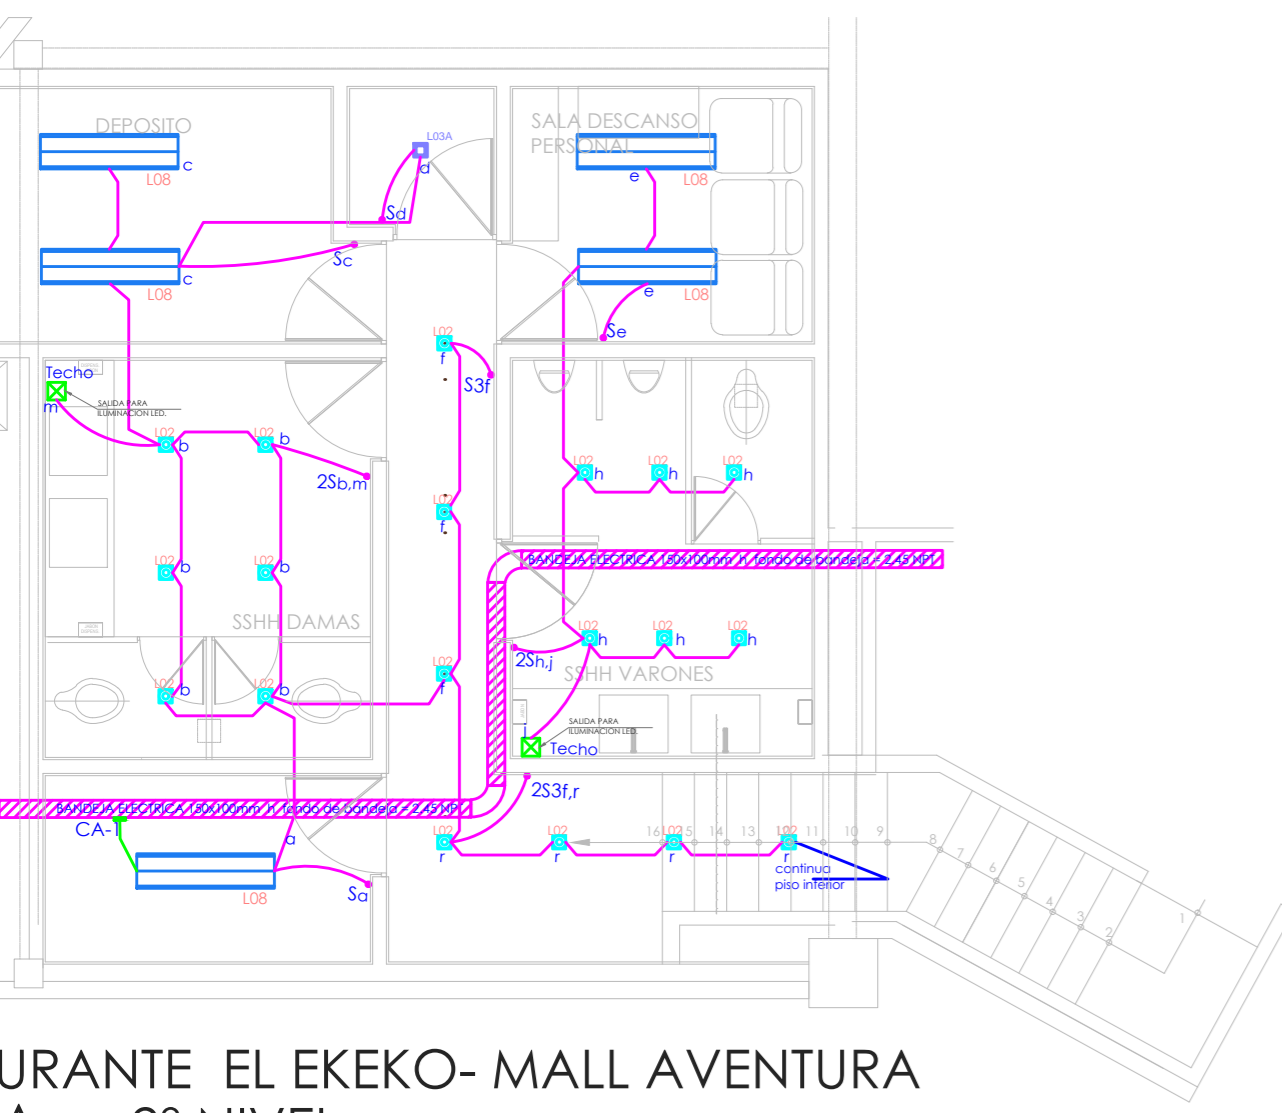 DEPOSITO
SALA DESCANSO
PERSONAL
L03A
d
c
L08
e
L08
Sd
Sc
c
L08
e
L08
Se
L02
f
S3f
Techo
m
SALIDA PARA
ILUMINACION LED.
L02
b
L02
b
2Sb,m
L02
h
L02
h
L02
h
L02
f
L02
b
L02
b
BANDEJA ELECTRICA 150x100mm h fondo de bandeja = 2.45 NPT
SSHH DAMAS
L02
h
L02
h
L02
h
2Sh,j
SSHH VARONES
L02
b
L02
b
L02
f
SALIDA PARA
ILUMINACION LED.
j
Techo
2S3f,r
BANDEJA ELECTRICA 150x100mm h fondo de bandeja = 2.45 NPT
CA-1
a
L08
Sa
L02
r
L02
r
L02
r
L02
r
16
15
14
13
12
11
10
9
8
7
6
5
4
3
2
1
continua
piso inferior
URANTE EL EKEKO- MALL AVENTURA